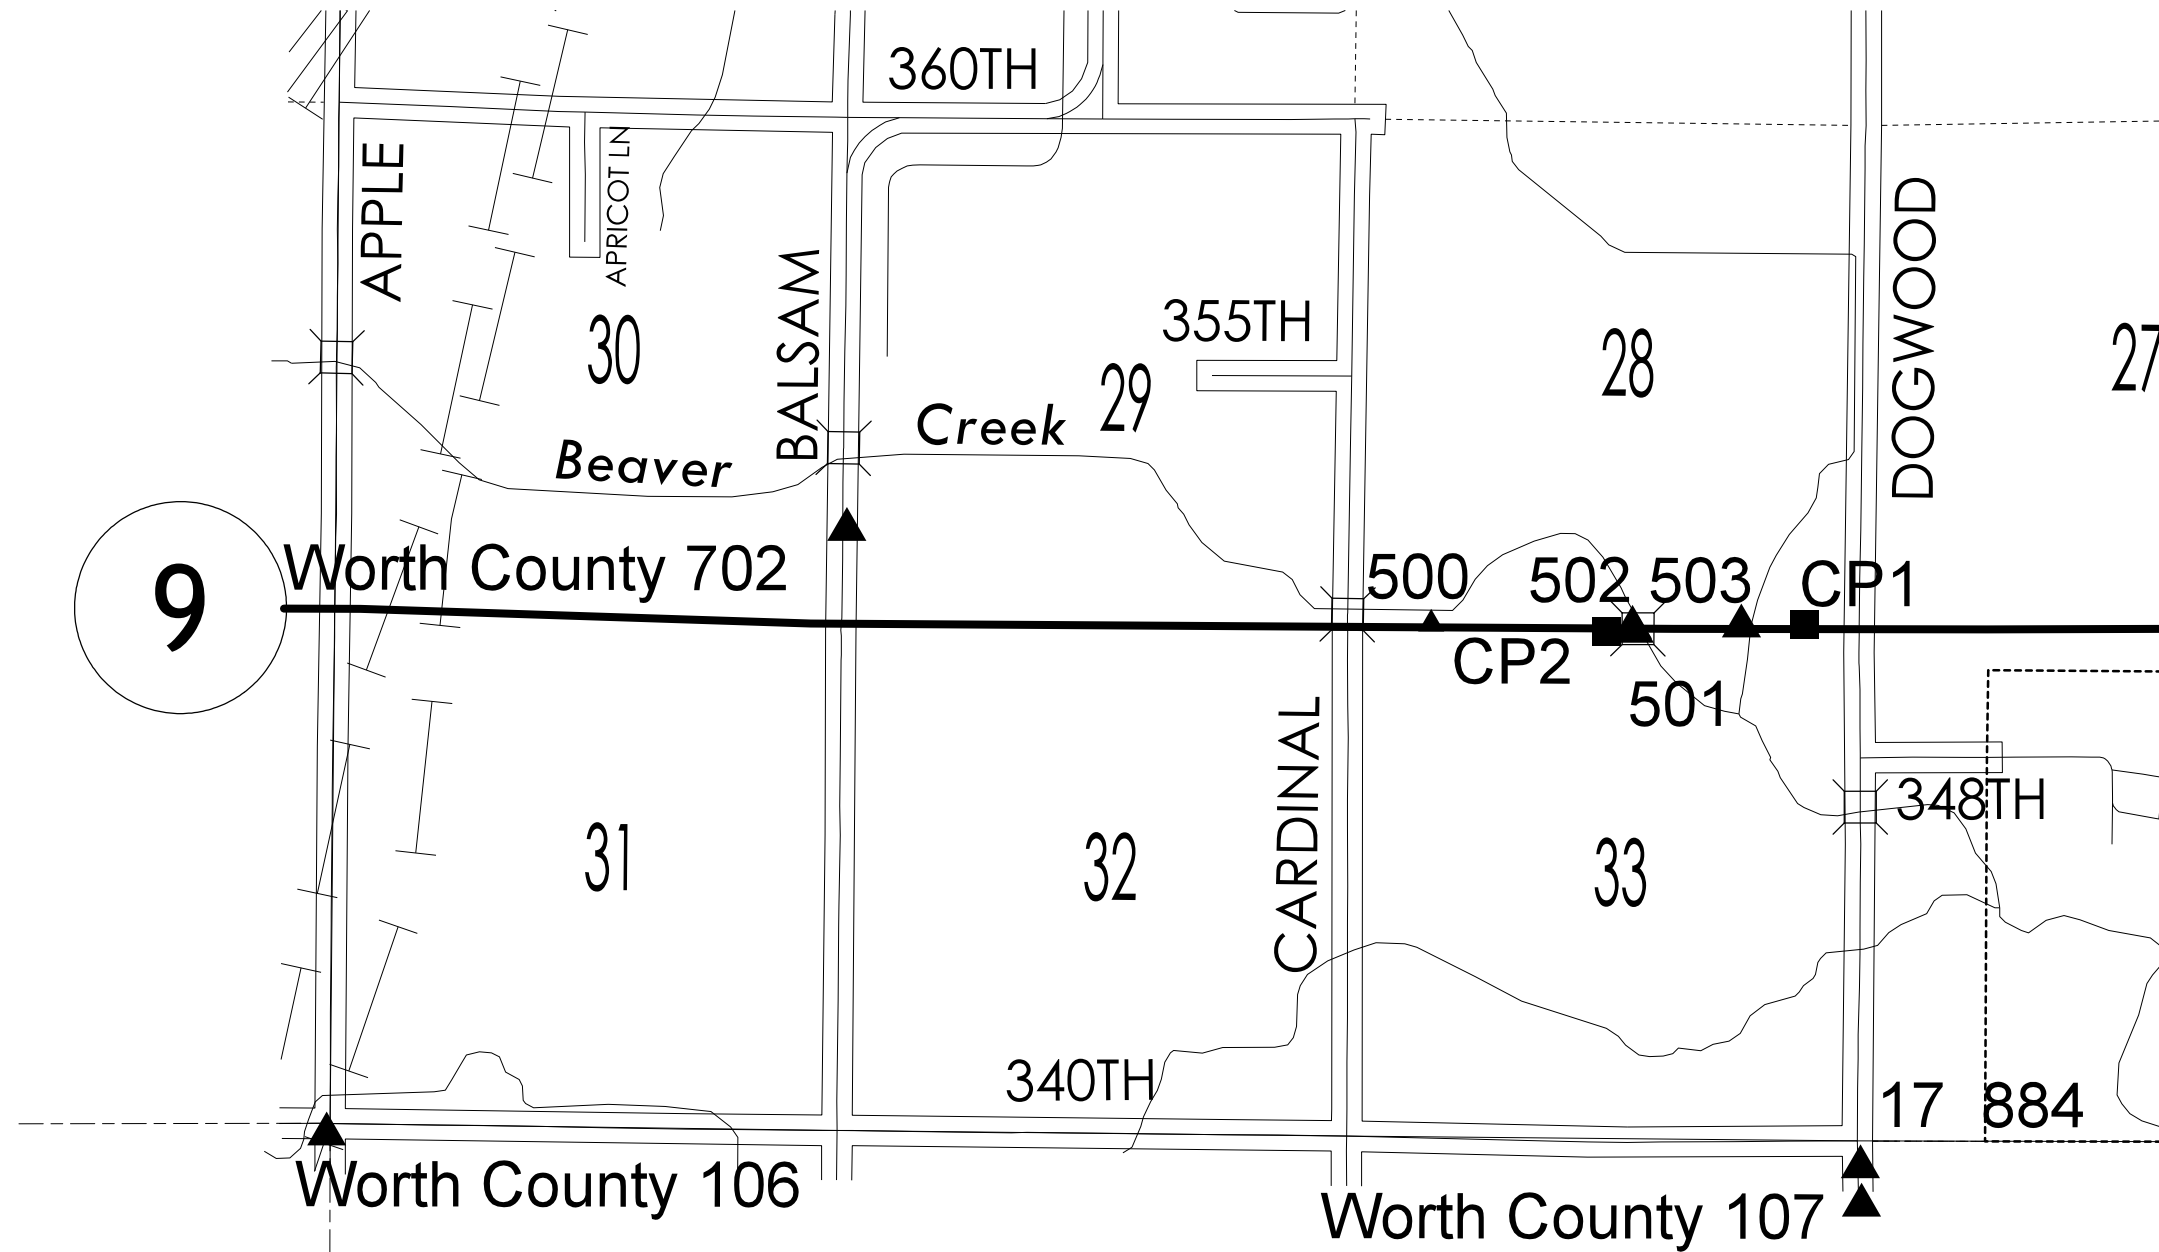 360TH
APPLE
APRICOT LN
DOGWOOD
BALSAM
355TH
30
29
28
27
Beaver
Creek
9
Worth County 702
500
502
503
CP1
CP2
501
CARDINAL
348TH
31
32
33
340TH
17
884
Worth County 106
Worth County 107